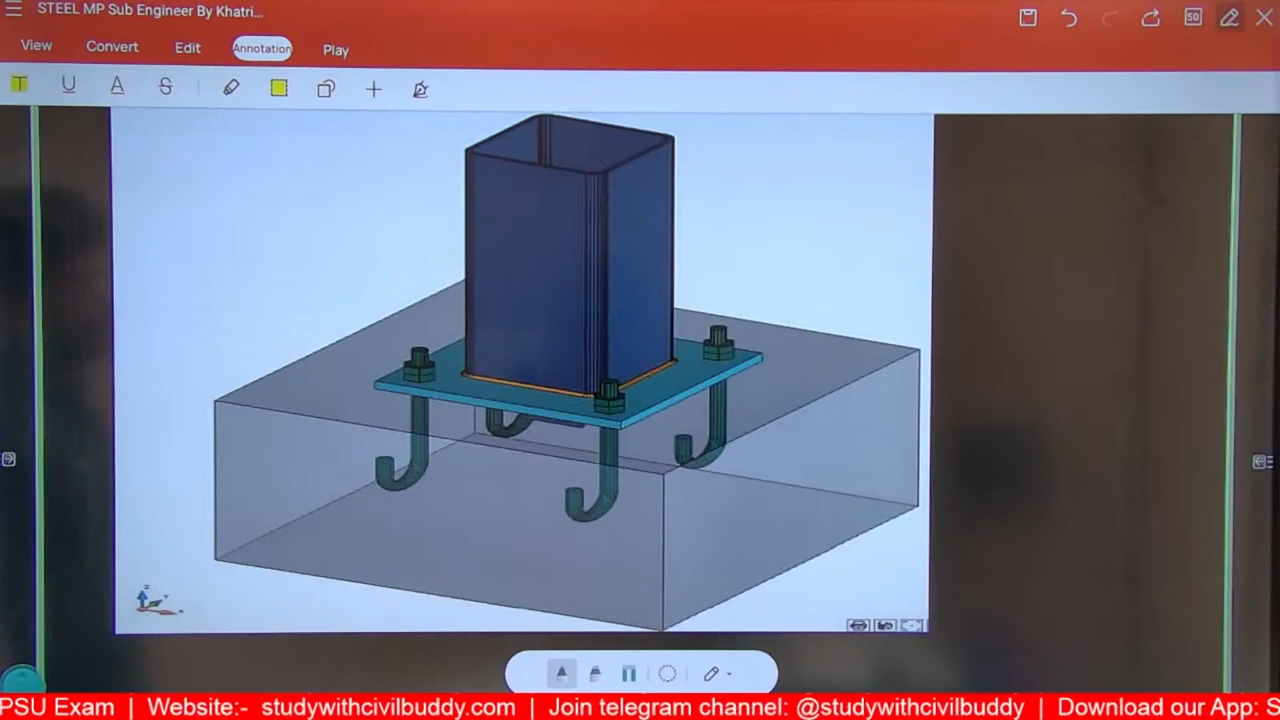 STEEL MP Sub Engineer By Khatri...
50
View
Convert
Edit
Annotation
Play
T U A S
PSU Exam | Website:- studywithcivilbuddy.com | Join telegram channel: @studywithcivilbuddy | Download our App: S